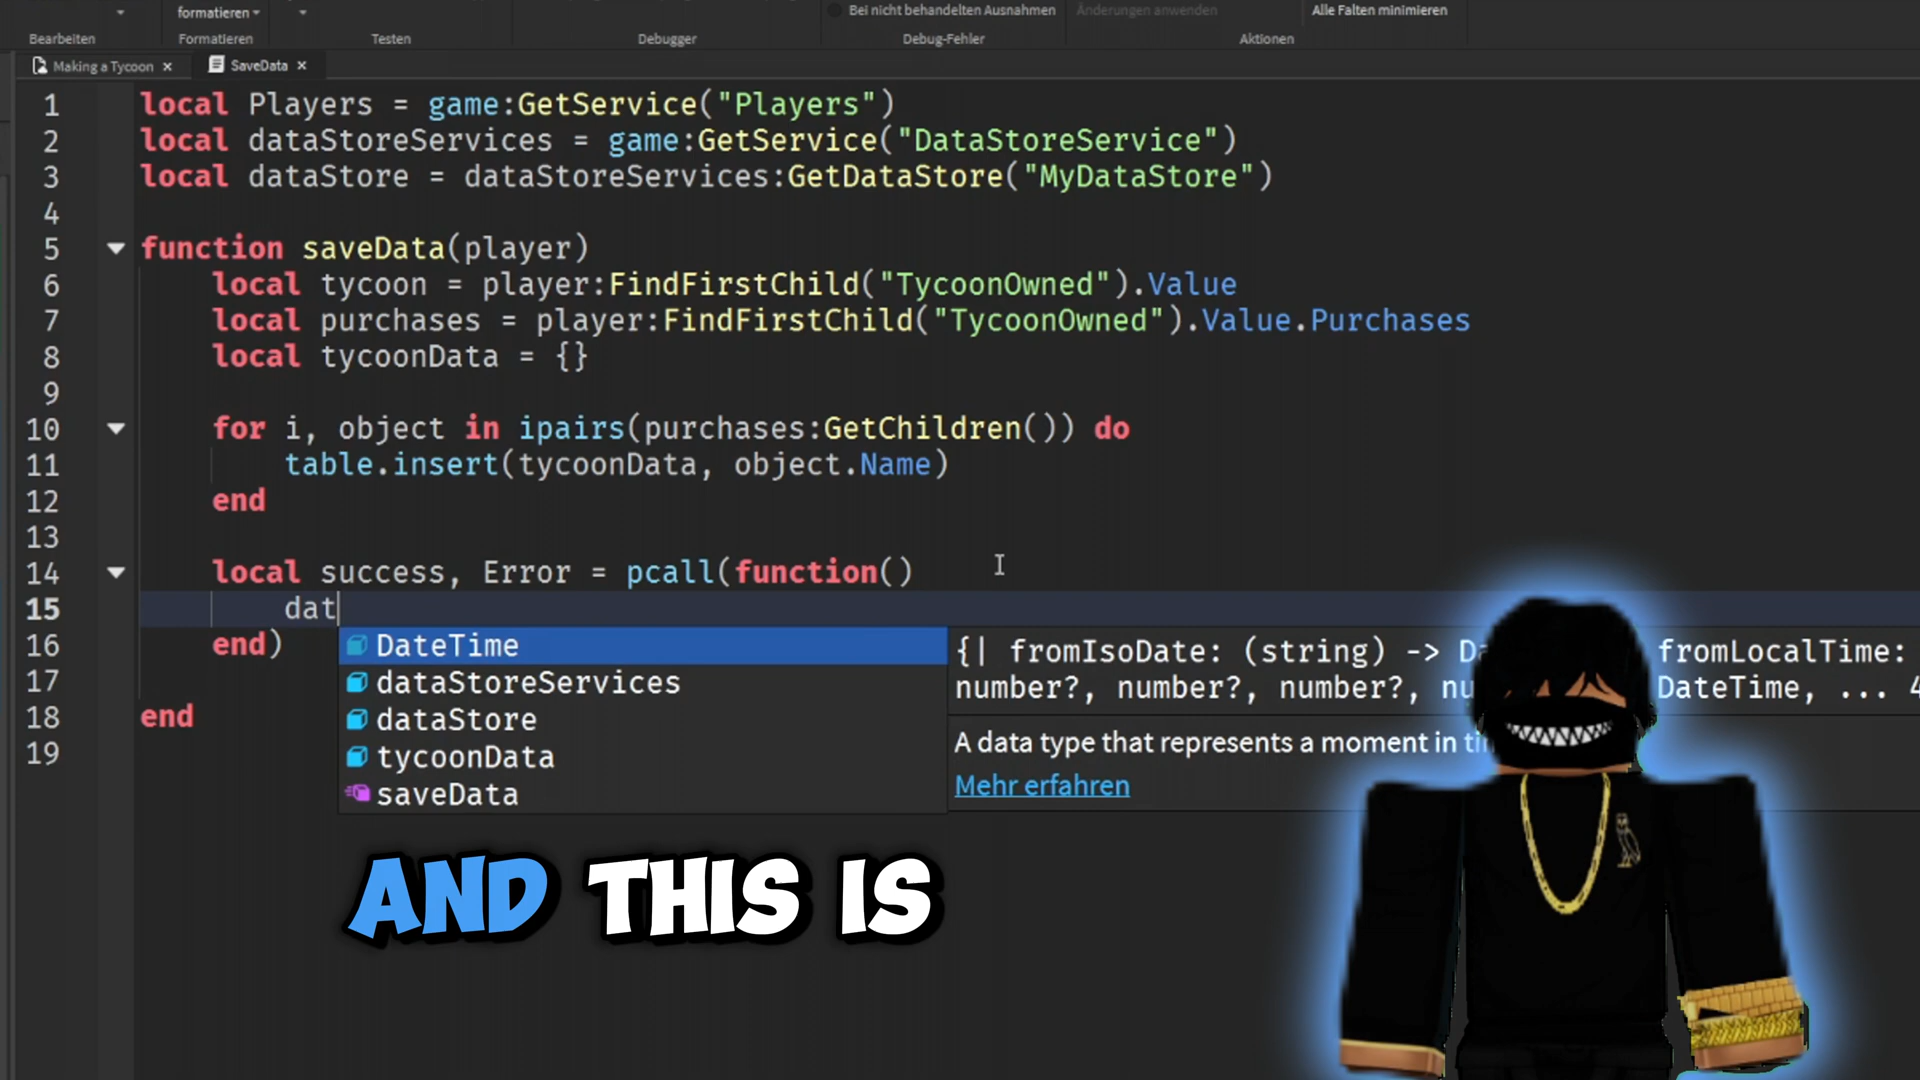 formatieren
Bei nicht behandelten Ausnahmen
Änderungen anwenden
Alle Falten minimieren
Bearbeiten
Formatieren
Testen
Debugger
Debug-Fehler
Aktionen
Making a Tycoon ×
SaveData ×
1 local Players = game:GetService("Players")
2 local dataStoreServices = game:GetService("DataStoreService")
3 local dataStore = dataStoreServices:GetDataStore("MyDataStore")
4
5 function saveData(player)
6 local tycoon = player:FindFirstChild("TycoonOwned").Value
7 local purchases = player:FindFirstChild("TycoonOwned").Value.Purchases
8 local tycoonData = {}
9
10 for i, object in ipairs(purchases:GetChildren()) do
11 table.insert(tycoonData, object.Name)
12 end
13
14 local success, Error = pcall(function()
15 dat
16 end)
17
18 end
19
DateTime
dataStoreServices
dataStore
tycoonData
saveData
{| fromIsoDate: (string) -> fromLocalTime:
number?, number?, number?, DateTime, ...
A data type that represents a moment in
Mehr erfahren
AND THIS IS